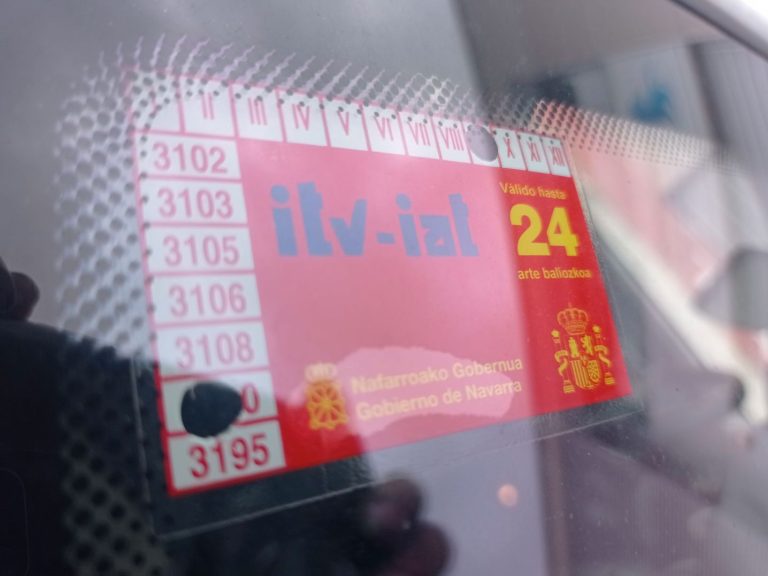 II III IV V VI VII VIII X XI XII
3102
3103
3105
3106
3108
3195
itv-iat
Válido hasta
24
arte baliozkoa
Nafarroako Gobernua
Gobierno de Navarra